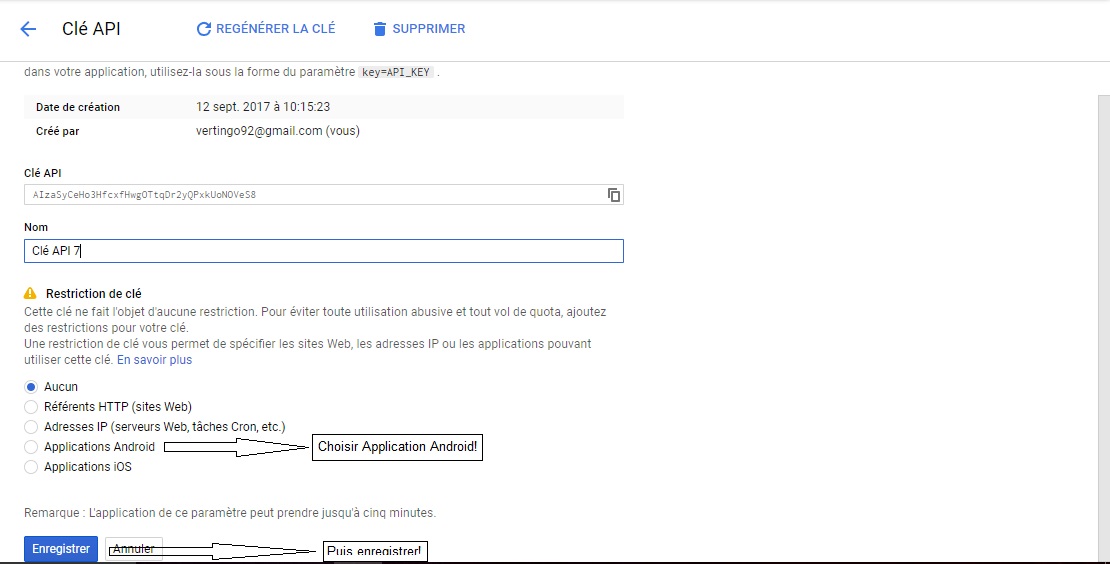 Clé API
REGÉNÉRER LA CLÉ
SUPPRIMER
dans votre application, utilisez-la sous la forme du paramètre key=API_KEY .
Date de création 12 sept. 2017 à 10:15:23
Créé par vertingo92@gmail.com (vous)
Clé API
AIzaSyCeHo3HfcxfHwgOTtqDr2yQPxkUoNOVeS8
Nom
Clé API 7
Restriction de clé
Cette clé ne fait l'objet d'aucune restriction. Pour éviter toute utilisation abusive et tout vol de quota, ajoutez
des restrictions pour votre clé.
Une restriction de clé vous permet de spécifier les sites Web, les adresses IP ou les applications pouvant
utiliser cette clé. En savoir plus
Aucun
Référents HTTP (sites Web)
Adresses IP (serveurs Web, tâches Cron, etc.)
Applications Android
Choisir Application Android!
Applications iOS
Remarque : L'application de ce paramètre peut prendre jusqu'à cinq minutes.
Enregistrer
Annuler
Puis enregistrer!